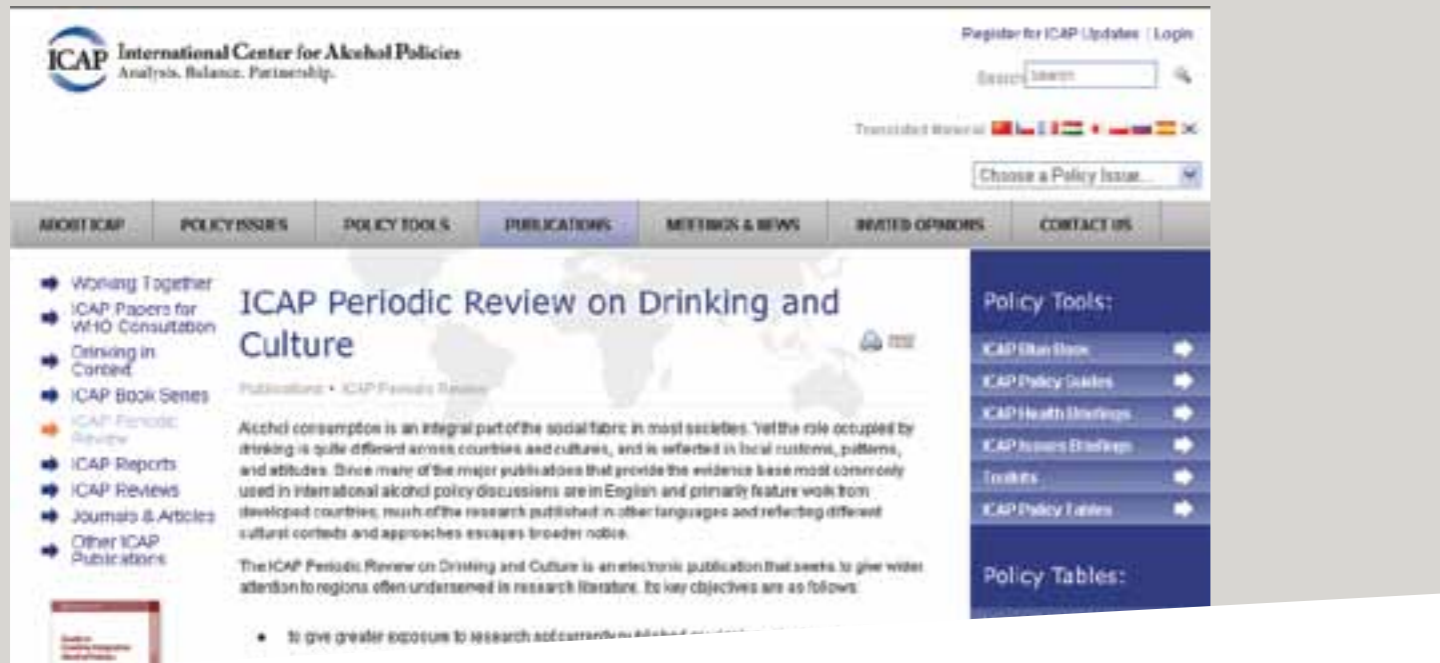 ICAP International Center for Alcohol Policies
Analysis. Balance. Partnership.
Register for ICAP Updates | Login
Search Search
Translated Material
Choose a Policy Issue...
ABOUT ICAP POLICY ISSUES POLICY TOOLS PUBLICATIONS MEETINGS & NEWS INVITED OPINIONS CONTACT US
Working Together
ICAP Papers for
WHO Consultation
Drinking in
Context
ICAP Book Series
ICAP Periodic
Review
ICAP Reports
ICAP Reviews
Journals & Articles
Other ICAP
Publications
ICAP Periodic Review on Drinking and
Culture
Publications • ICAP Periodic Review
Alcohol consumption is an integral part of the social fabric in most societies. Yet the role occupied by
drinking is quite different across countries and cultures, and is reflected in local customs, patterns,
and attitudes. Since many of the major publications that provide the evidence base most commonly
used in international alcohol policy discussions are in English and primarily feature work from
developed countries, much of the research published in other languages and reflecting different
cultural contexts and approaches escapes broader notice.
The ICAP Periodic Review on Drinking and Culture is an electronic publication that seeks to give wider
attention to regions often underserved in research literature. Its key objectives are as follows:
• to give greater exposure to research not currently published
Policy Tools:
ICAP Blue Book
ICAP Policy Guides
ICAP Health Briefings
ICAP Issues Briefings
Toolkits
ICAP Policy Tables
Policy Tables: